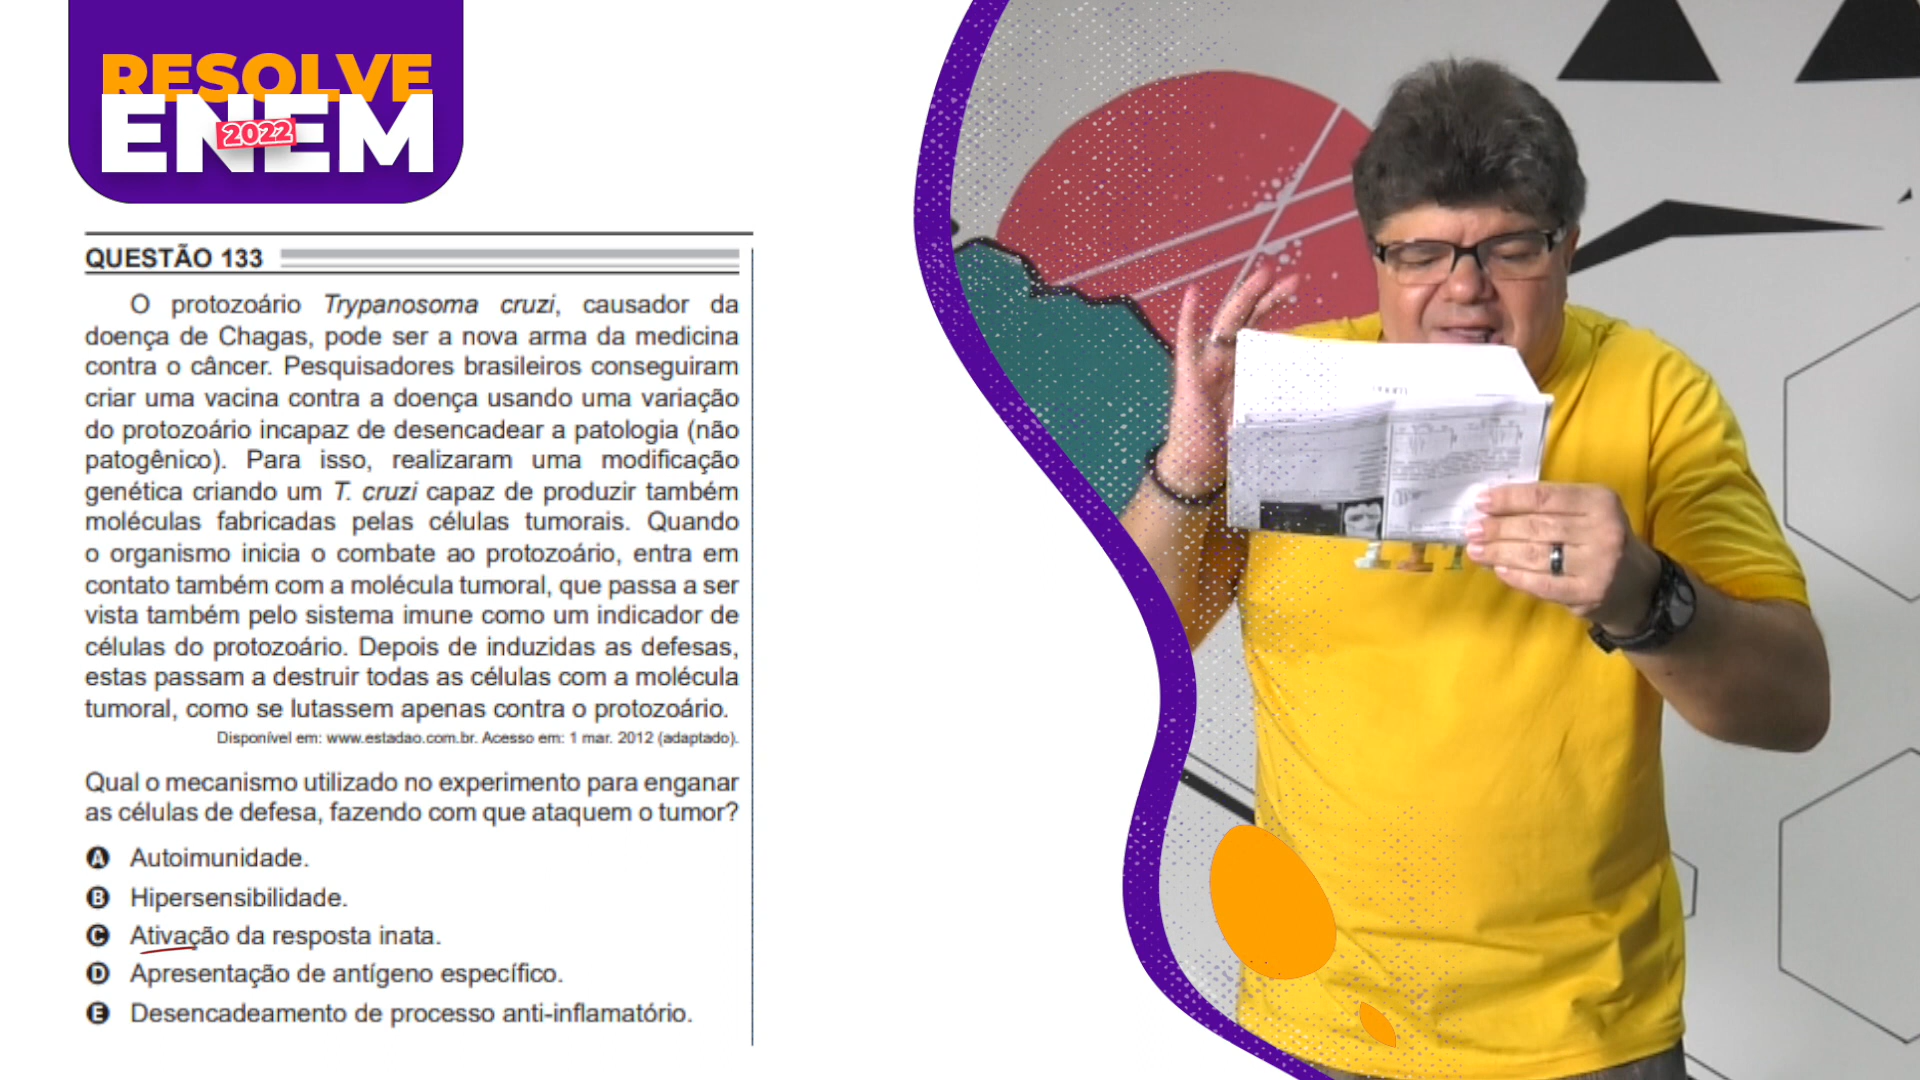 RESOLVE
ENEM
2022
QUESTÃO 133
O protozoário Trypanosoma cruzi, causador da
doença de Chagas, pode ser a nova arma da medicina
contra o câncer. Pesquisadores brasileiros conseguiram
criar uma vacina contra a doença usando uma variação
do protozoário incapaz de desencadear a patologia (não
patogênico). Para isso, realizaram uma modificação
genética criando um T. cruzi capaz de produzir também
moléculas fabricadas pelas células tumorais. Quando
o organismo inicia o combate ao protozoário, entra em
contato também com a molécula tumoral, que passa a ser
vista também pelo sistema imune como um indicador de
células do protozoário. Depois de induzidas as defesas,
estas passam a destruir todas as células com a molécula
tumoral, como se lutassem apenas contra o protozoário.
Disponível em: www.estadao.com.br. Acesso em: 1 mar. 2012 (adaptado).
Qual o mecanismo utilizado no experimento para enganar
as células de defesa, fazendo com que ataquem o tumor?
A Autoimunidade.
B Hipersensibilidade.
C Ativação da resposta inata.
D Apresentação de antígeno específico.
E Desencadeamento de processo anti-inflamatório.